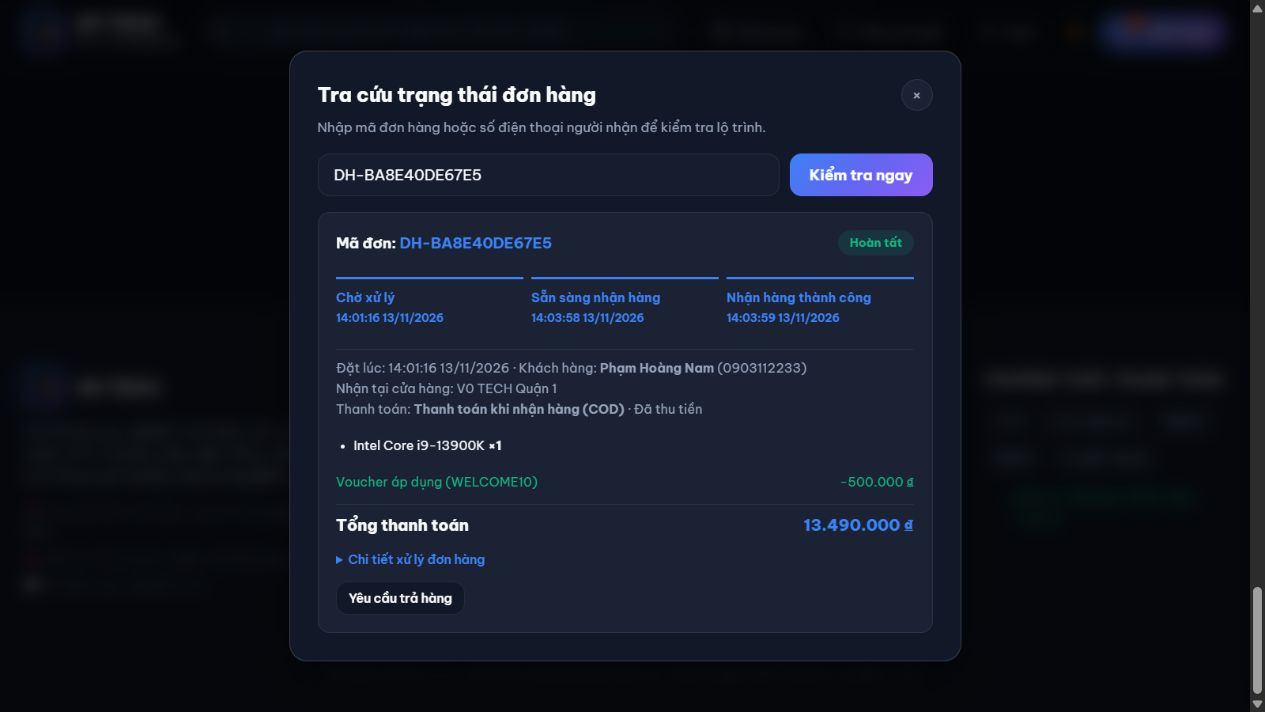 Tra cứu trạng thái đơn hàng
×
Nhập mã đơn hàng hoặc số điện thoại người nhận để kiểm tra lộ trình.
DH-BA8E40DE67E5
Kiểm tra ngay
Mã đơn: DH-BA8E40DE67E5
Hoàn tất
Chờ xử lý
14:01:16 13/11/2026
Sẵn sàng nhận hàng
14:03:58 13/11/2026
Nhận hàng thành công
14:03:59 13/11/2026
Đặt lúc: 14:01:16 13/11/2026 · Khách hàng: Phạm Hoàng Nam (0903112233)
Nhận tại cửa hàng: V0 TECH Quận 1
Thanh toán: Thanh toán khi nhận hàng (COD) · Đã thu tiền
• Intel Core i9-13900K ×1
Voucher áp dụng (WELCOME10)
-500.000 ₫
Tổng thanh toán
13.490.000 ₫
▶ Chi tiết xử lý đơn hàng
Yêu cầu trả hàng